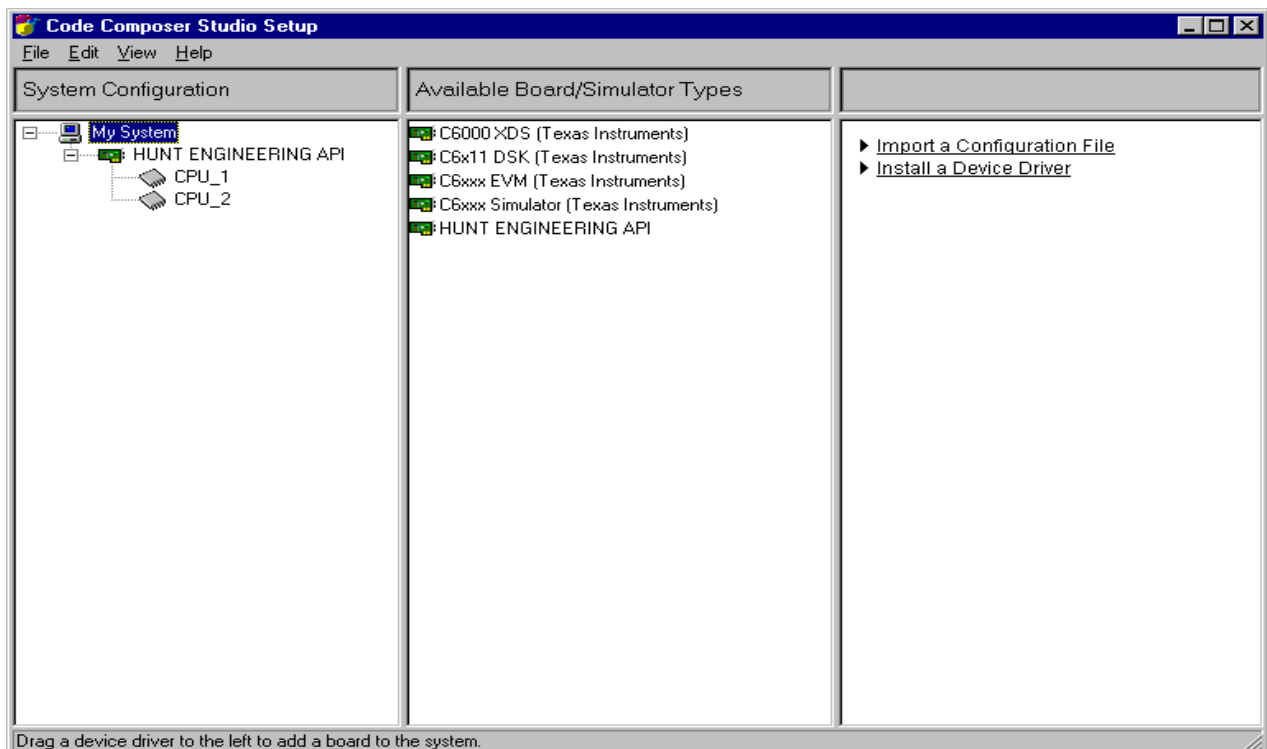 Code Composer Studio Setup
File Edit View Help
System Configuration
Available Board/Simulator Types
My System
HUNT ENGINEERING API
CPU_1
CPU_2
C6000 XDS (Texas Instruments)
C6x11 DSK (Texas Instruments)
C6xxx EVM (Texas Instruments)
C6xxx Simulator (Texas Instruments)
HUNT ENGINEERING API
Import a Configuration File
Install a Device Driver
Drag a device driver to the left to add a board to the system.